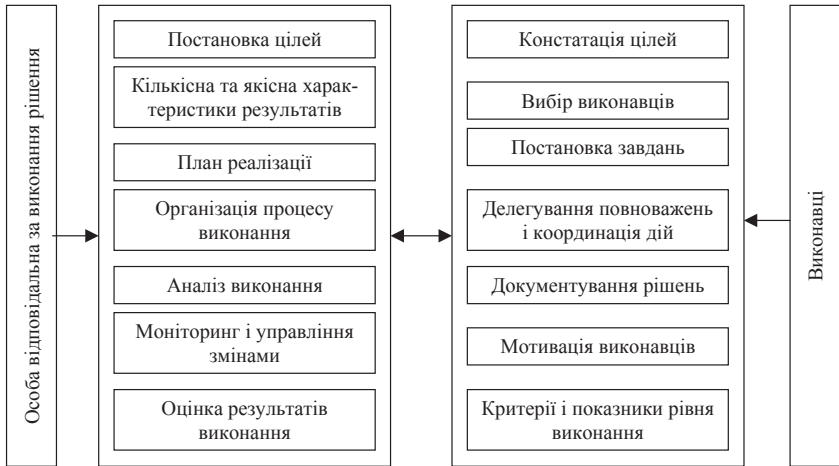 Особа відповідальна за виконання рішення
Постановка цілей
Кількісна та якісна харак-
теристики результатів
План реалізації
Організація процесу
виконання
Аналіз виконання
Моніторинг і управління
змінами
Оцінка результатів
виконання
Констатація цілей
Вибір виконавців
Постановка завдань
Делегування повноважень
і координація дій
Документування рішень
Мотивація виконавців
Критерії і показники рівня
виконання
Виконавці